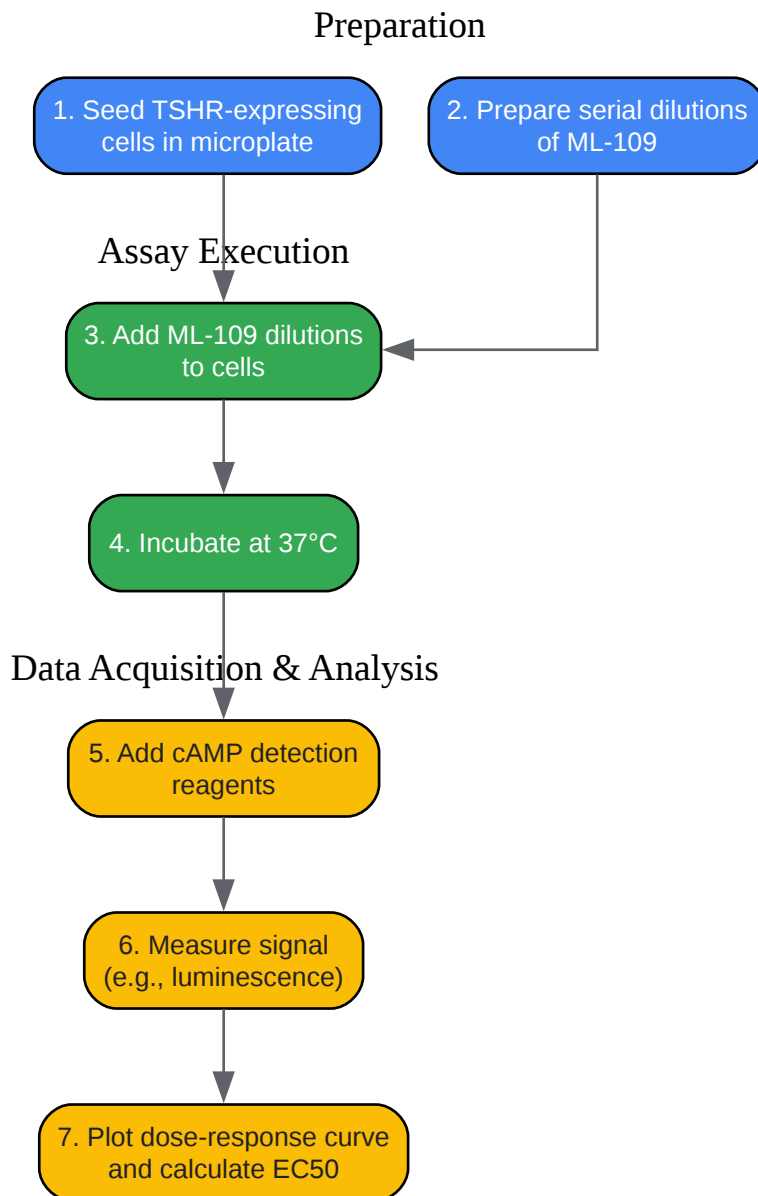 Preparation
1. Seed TSHR-expressing
cells in microplate
2. Prepare serial dilutions
of ML-109
Assay Execution
3. Add ML-109 dilutions
to cells
4. Incubate at 37°C
Data Acquisition & Analysis
5. Add cAMP detection
reagents
6. Measure signal
(e.g., luminescence)
7. Plot dose-response curve
and calculate EC50